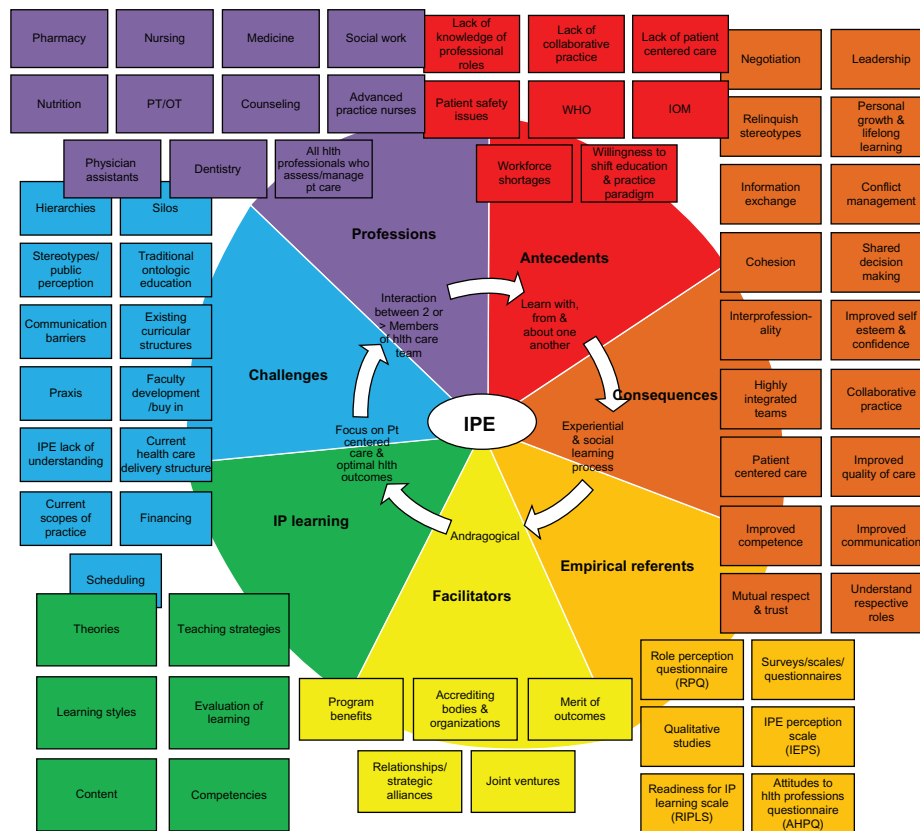 Pharmacy
Nursing
Medicine
Social work
Nutrition
PT/OT
Counseling
Advanced
practice nurses
Physician
assistants
Dentistry
All hlth
professionals who
assess/manage
pt care
Lack of
knowledge of
professional
roles
Lack of
collaborative
practice
Lack of patient
centered care
Patient safety
issues
WHO
IOM
Workforce
shortages
Willingness to
shift education
& practice
paradigm
Negotiation
Leadership
Relinquish
stereotypes
Personal
growth &
lifelong
learning
Information
exchange
Conflict
management
Cohesion
Shared
decision
making
Interprofession-
ality
Improved self
esteem &
confidence
Highly
integrated
teams
Collaborative
practice
Patient
centered care
Improved
quality of care
Improved
competence
Improved
communication
Mutual respect
& trust
Understand
respective
roles
Hierarchies
Silos
Stereotypes/
public
perception
Traditional
ontologic
education
Communication
barriers
Existing
curricular
structures
Praxis
Faculty
development
/buy in
IPE lack of
understanding
Current
health care
delivery structure
Current
scopes of
practice
Financing
Scheduling
Professions
Antecedents
Consequences
Empirical referents
Facilitators
IP learning
Challenges
Interaction
between 2 or
> Members
of hlth care
team
Learn with,
from &
about one
another
Experiential
& social
learning
process
Andragogical
Focus on Pt
centered
care &
optimal hlth
outcomes
IPE
Theories
Teaching strategies
Learning styles
Evaluation of
learning
Content
Competencies
Program
benefits
Accrediting
bodies &
organizations
Merit of
outcomes
Relationships/
strategic
alliances
Joint ventures
Role perception
questionnaire
(RPQ)
Surveys/scales/
questionnaires
Qualitative
studies
IPE perception
scale
(IEPS)
Readiness for IP
learning scale
(RIPLS)
Attitudes to
hlth professions
questionnaire
(AHPQ)